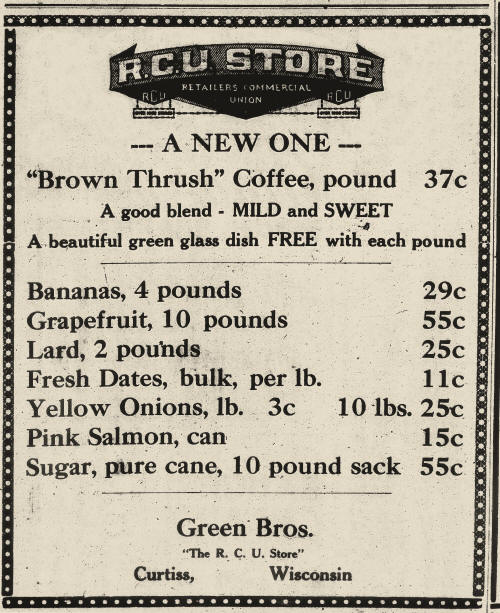 R.C.U. STORE
RETAILERS COMMERCIAL
UNION
RCU RCU
--- A NEW ONE ---
"Brown Thrush" Coffee, pound 37c
A good blend - MILD and SWEET
A beautiful green glass dish FREE with each pound
Bananas, 4 pounds 29c
Grapefruit, 10 pounds 55c
Lard, 2 pounds 25c
Fresh Dates, bulk, per lb. 11c
Yellow Onions, lb. 3c 10 lbs. 25c
Pink Salmon, can 15c
Sugar, pure cane, 10 pound sack 55c
Green Bros.
"The R. C. U. Store"
Curtiss, Wisconsin